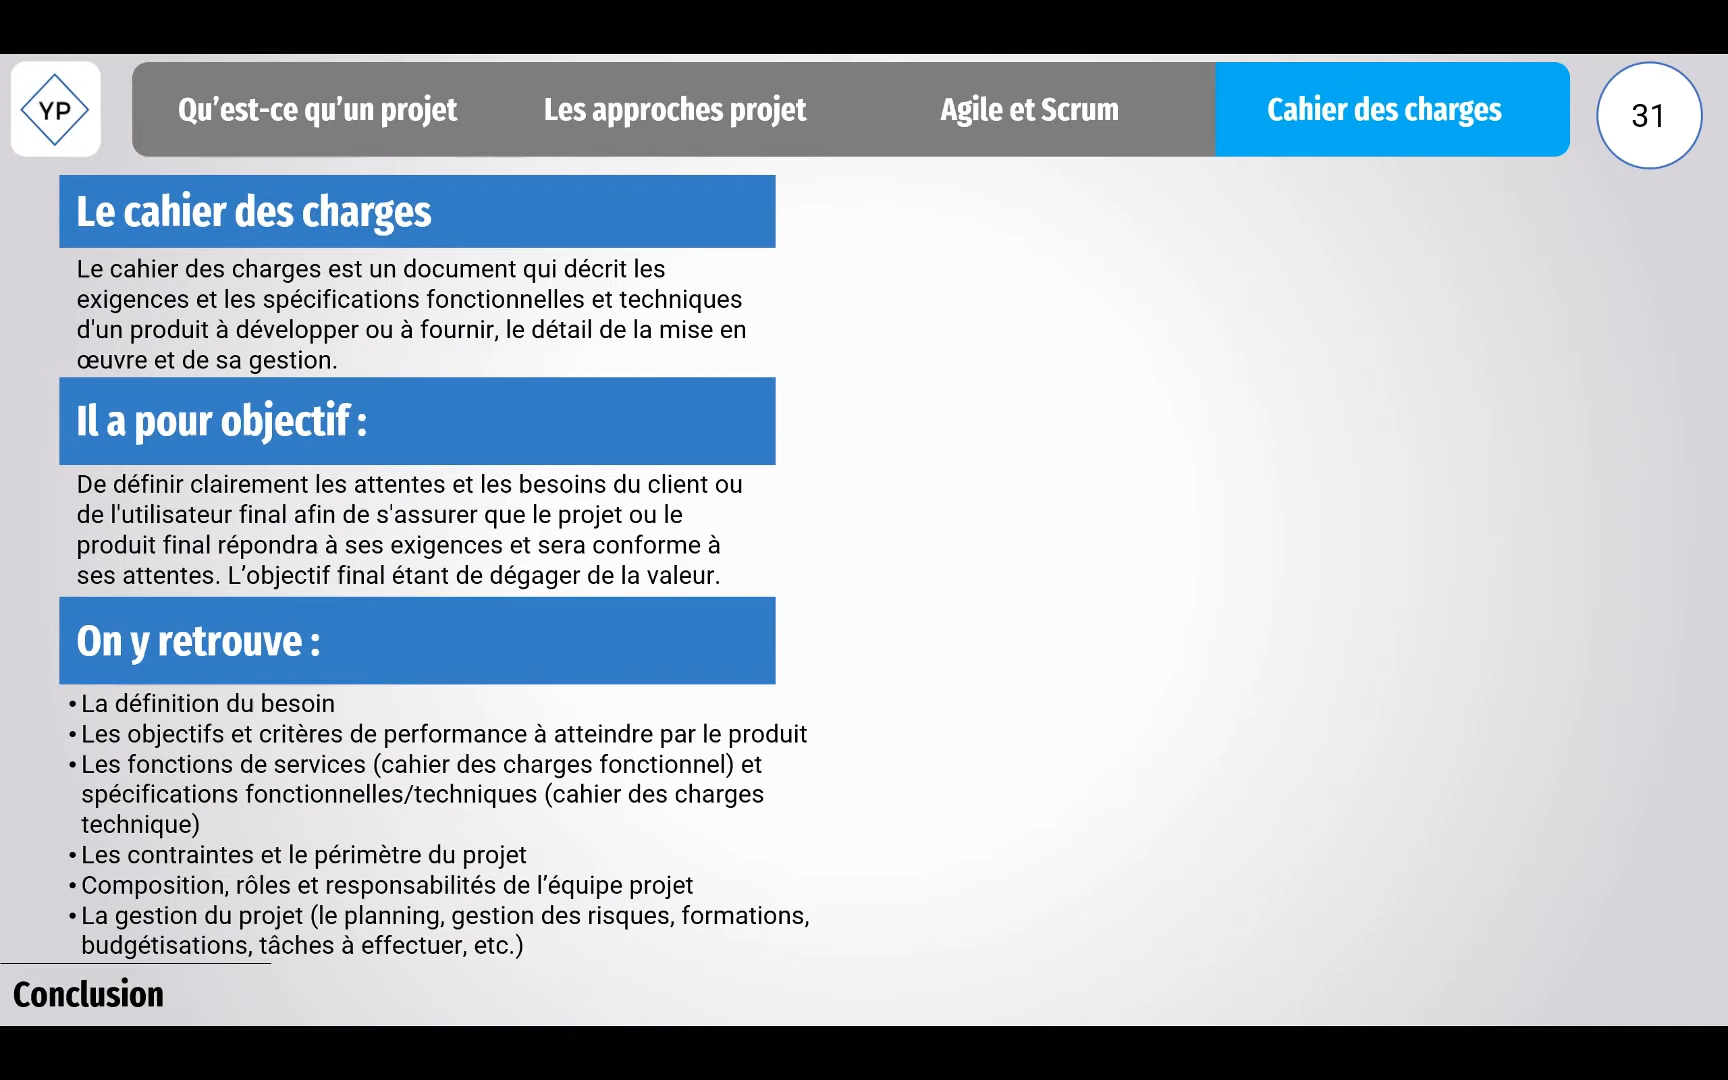 YP
Qu’est-ce qu’un projet
Les approches projet
Agile et Scrum
Cahier des charges
31
Le cahier des charges
Le cahier des charges est un document qui décrit les
exigences et les spécifications fonctionnelles et techniques
d'un produit à développer ou à fournir, le détail de la mise en
œuvre et de sa gestion.
Il a pour objectif :
De définir clairement les attentes et les besoins du client ou
de l'utilisateur final afin de s'assurer que le projet ou le
produit final répondra à ses exigences et sera conforme à
ses attentes. L’objectif final étant de dégager de la valeur.
On y retrouve :
• La définition du besoin
• Les objectifs et critères de performance à atteindre par le produit
• Les fonctions de services (cahier des charges fonctionnel) et
spécifications fonctionnelles/techniques (cahier des charges
technique)
• Les contraintes et le périmètre du projet
• Composition, rôles et responsabilités de l’équipe projet
• La gestion du projet (le planning, gestion des risques, formations,
budgétisations, tâches à effectuer, etc.)
Conclusion